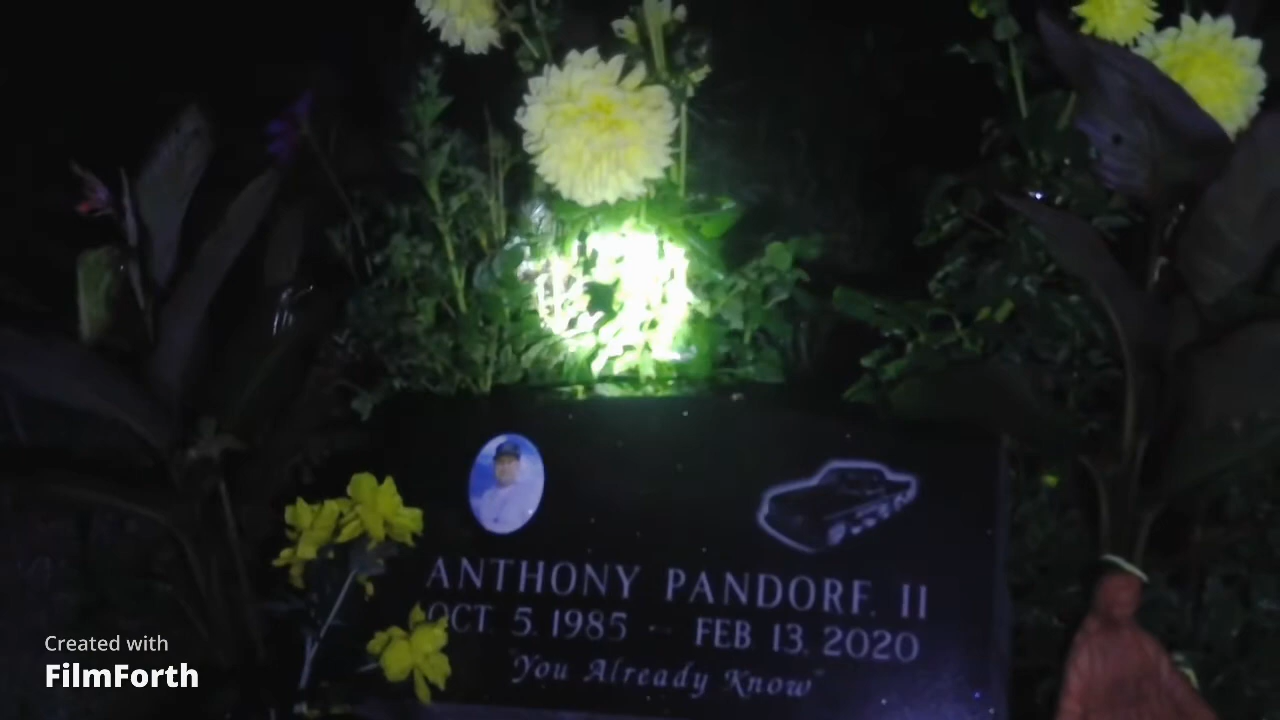 ANTHONY PANDORF, II
OCT. 5, 1985 - FEB 13, 2020
"You Already Know"
Created with
FilmForth